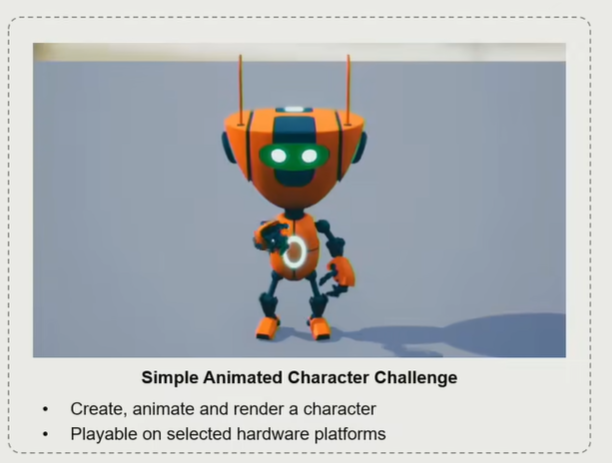 Simple Animated Character Challenge
• Create, animate and render a character
• Playable on selected hardware platforms